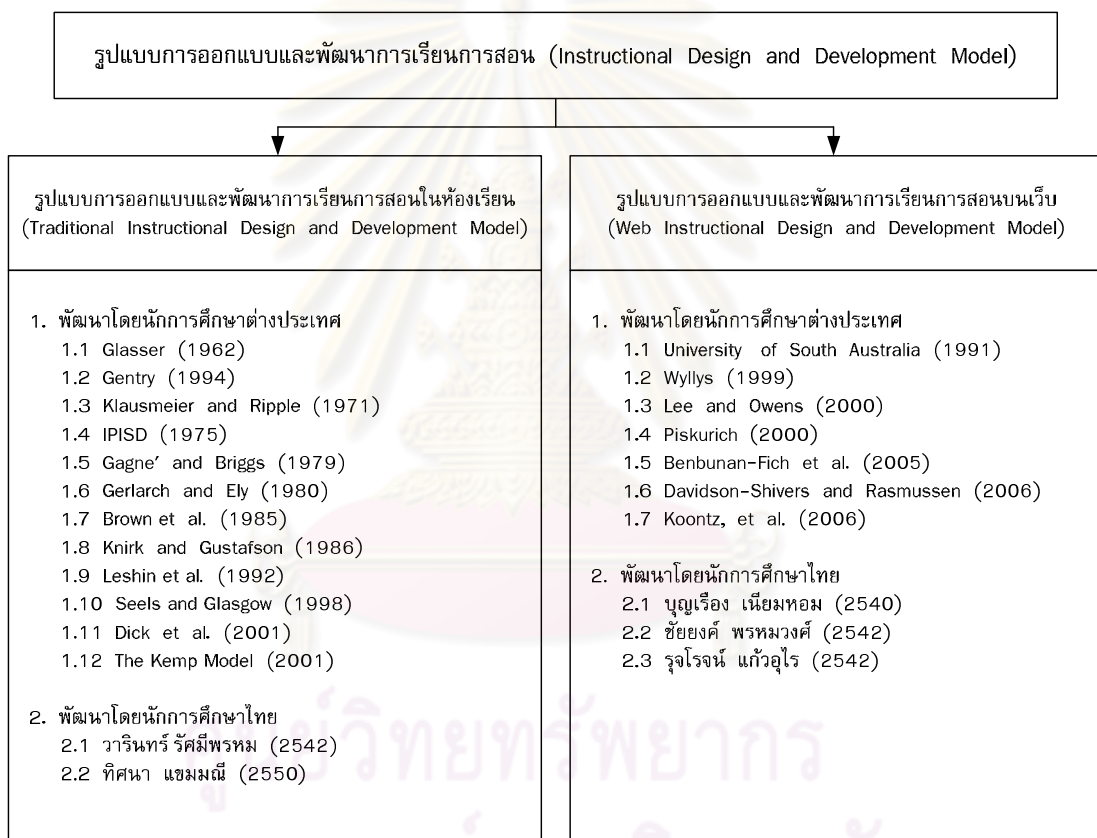 รูปแบบการออกแบบและพัฒนาการเรียนการสอน (Instructional Design and Development Model)
รูปแบบการออกแบบและพัฒนาการเรียนการสอนในห้องเรียน
(Traditional Instructional Design and Development Model)
1. พัฒนาโดยนักการศึกษาต่างประเทศ
1.1 Glasser (1962)
1.2 Gentry (1994)
1.3 Klausmeier and Ripple (1971)
1.4 IPISD (1975)
1.5 Gagne′ and Briggs (1979)
1.6 Gerlarch and Ely (1980)
1.7 Brown et al. (1985)
1.8 Knirk and Gustafson (1986)
1.9 Leshin et al. (1992)
1.10 Seels and Glasgow (1998)
1.11 Dick et al. (2001)
1.12 The Kemp Model (2001)
2. พัฒนาโดยนักการศึกษาไทย
2.1 วารินทร์ รัศมีพรหม (2542)
2.2 ทิศนา แขมมณี (2550)
รูปแบบการออกแบบและพัฒนาการเรียนการสอนบนเว็บ
(Web Instructional Design and Development Model)
1. พัฒนาโดยนักการศึกษาต่างประเทศ
1.1 University of South Australia (1991)
1.2 Wyllys (1999)
1.3 Lee and Owens (2000)
1.4 Piskurich (2000)
1.5 Benbunan-Fich et al. (2005)
1.6 Davidson-Shivers and Rasmussen (2006)
1.7 Koontz, et al. (2006)
2. พัฒนาโดยนักการศึกษาไทย
2.1 บุญเรือง เนียมหอม (2540)
2.2 ชัยยงค์ พรหมวงศ์ (2542)
2.3 รุจโรจน์ แก้วอุไร (2542)
ศูนย์วิทยทรัพยากร